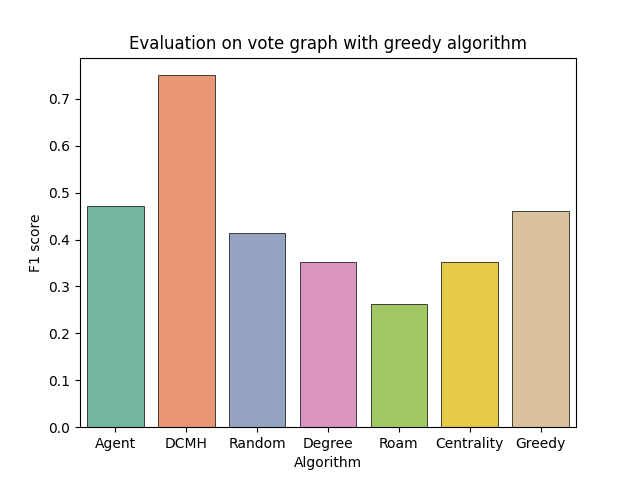 Evaluation on vote graph with greedy algorithm
F1 score
0.7
0.6
0.5
0.4
0.3
0.2
0.1
0.0
Agent DCMH Random Degree Roam Centrality Greedy
Algorithm